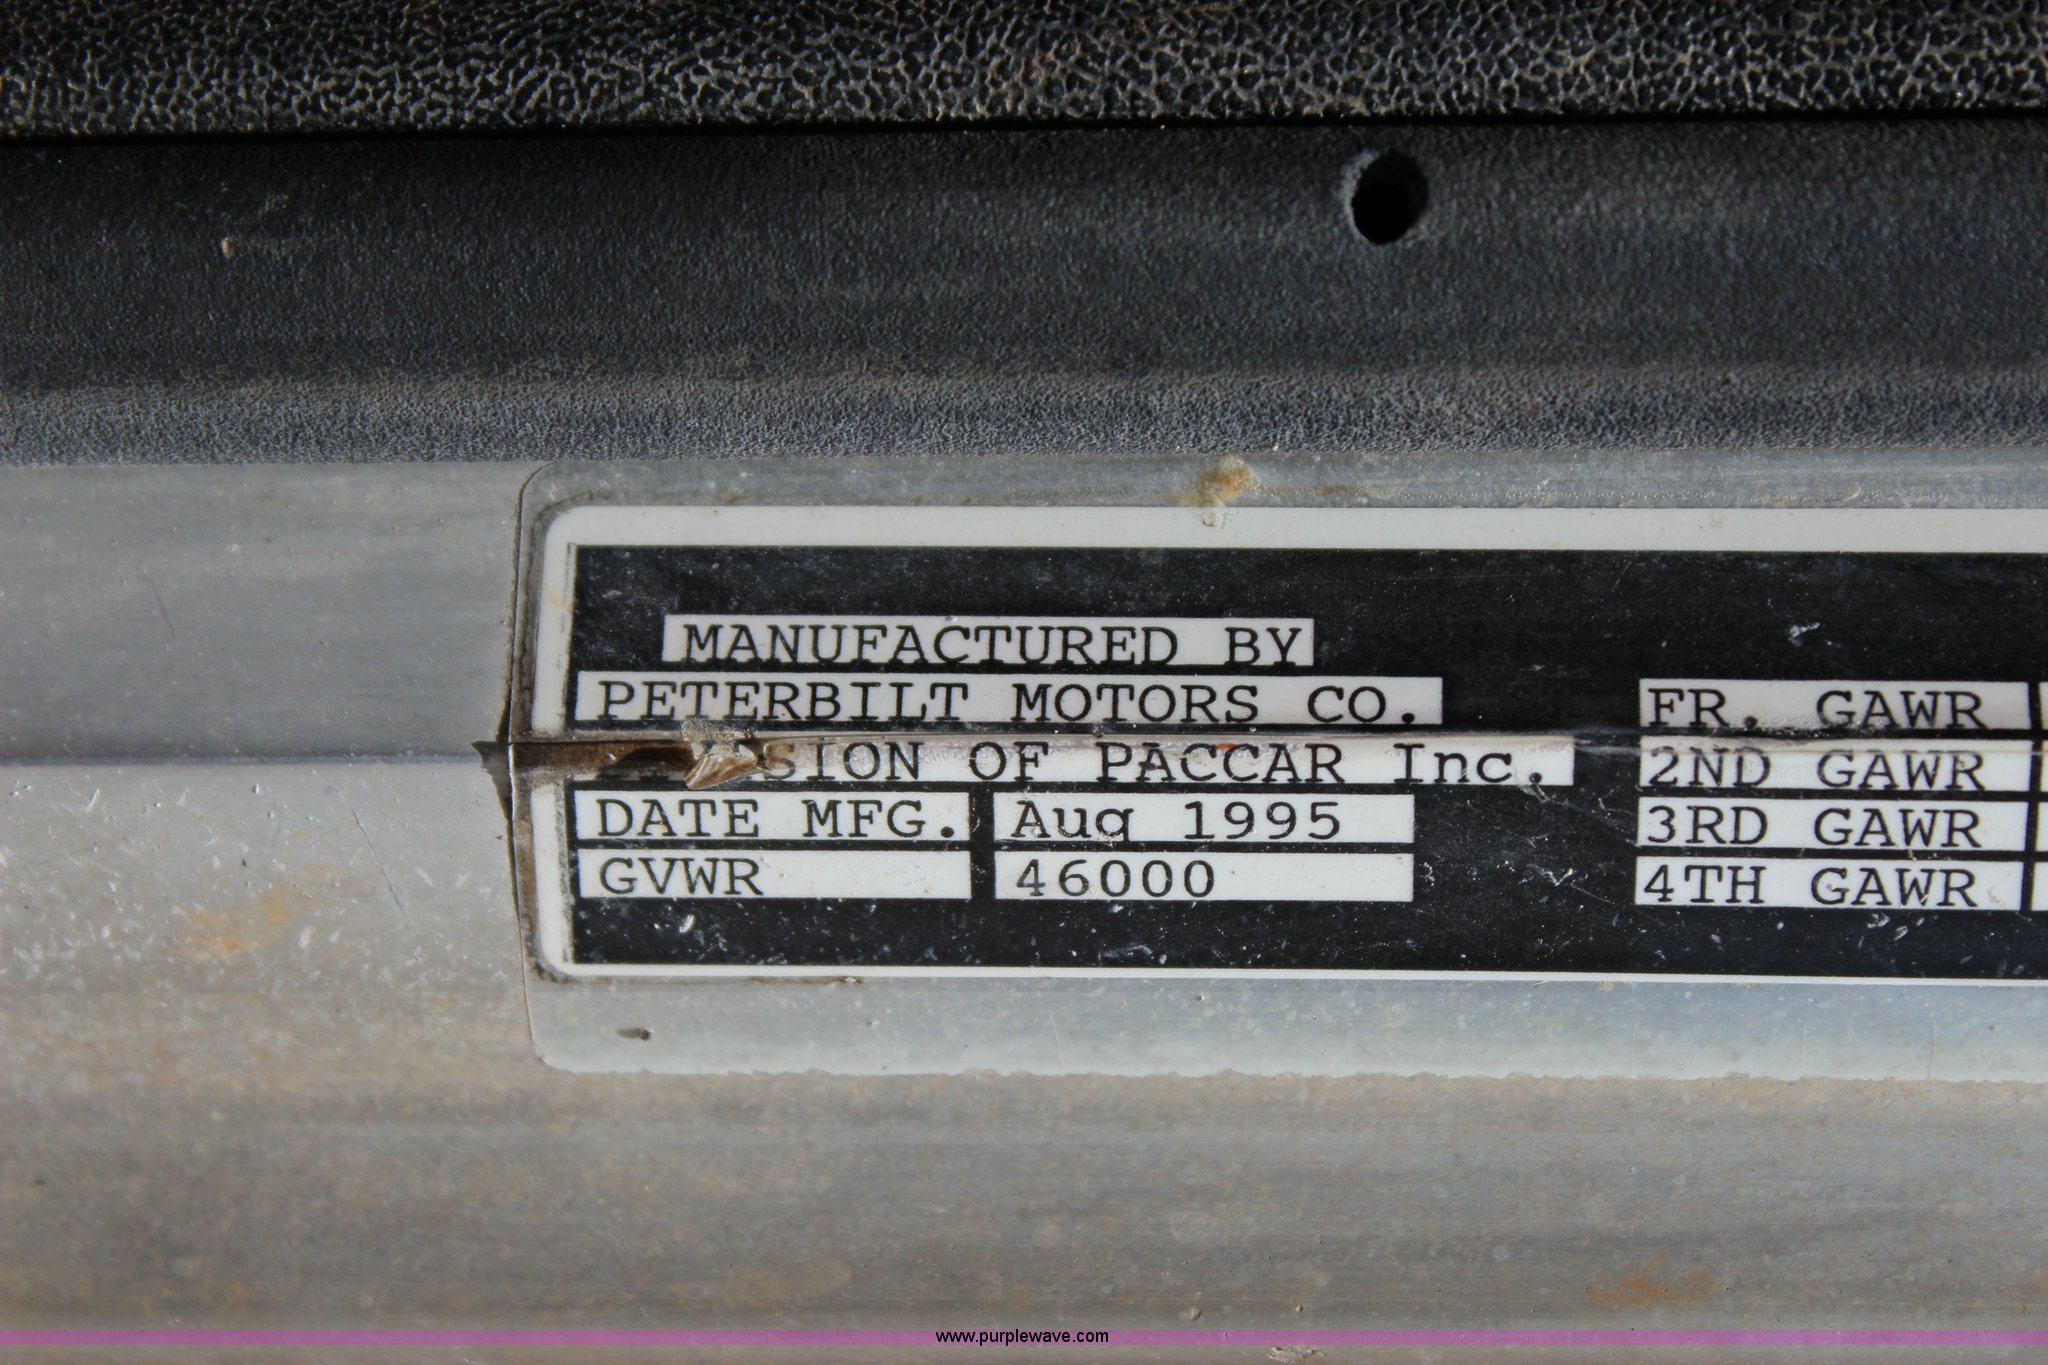 MANUFACTURED BY
PETERBILT MOTORS CO.
DIVISION OF PACCAR Inc.
DATE MFG. Aug 1995
GVWR 46000
FR. GAWR
2ND GAWR
3RD GAWR
4TH GAWR
www.purplewave.com